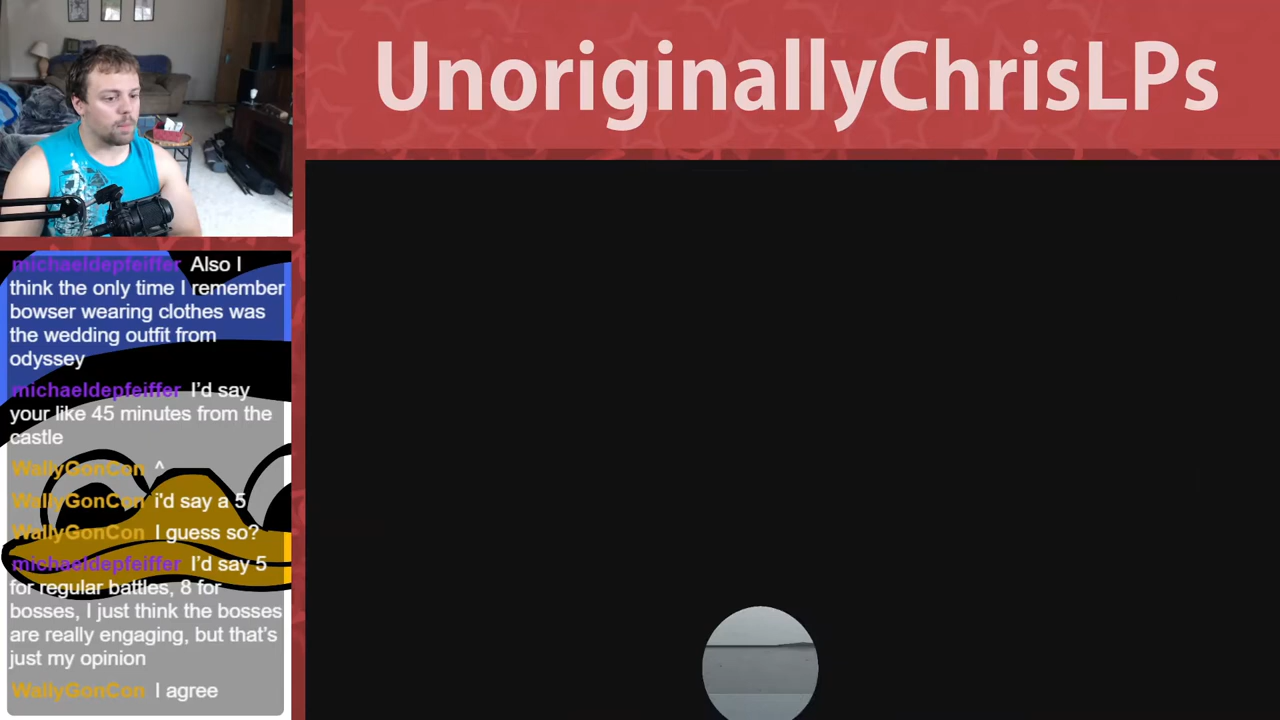 UnoriginallyChrisLPs
michaeldepfeiffer Also I
think the only time I remember
bowser wearing clothes was
the wedding outfit from
odyssey
michaeldepfeiffer I'd say
your like 45 minutes from the
castle
WallyGonCon ^
WallyGonCon i'd say a 5
WallyGonCon I guess so?
michaeldepfeiffer I'd say 5
for regular battles, 8 for
bosses, I just think the bosses
are really engaging, but that's
just my opinion
WallyGonCon I agree